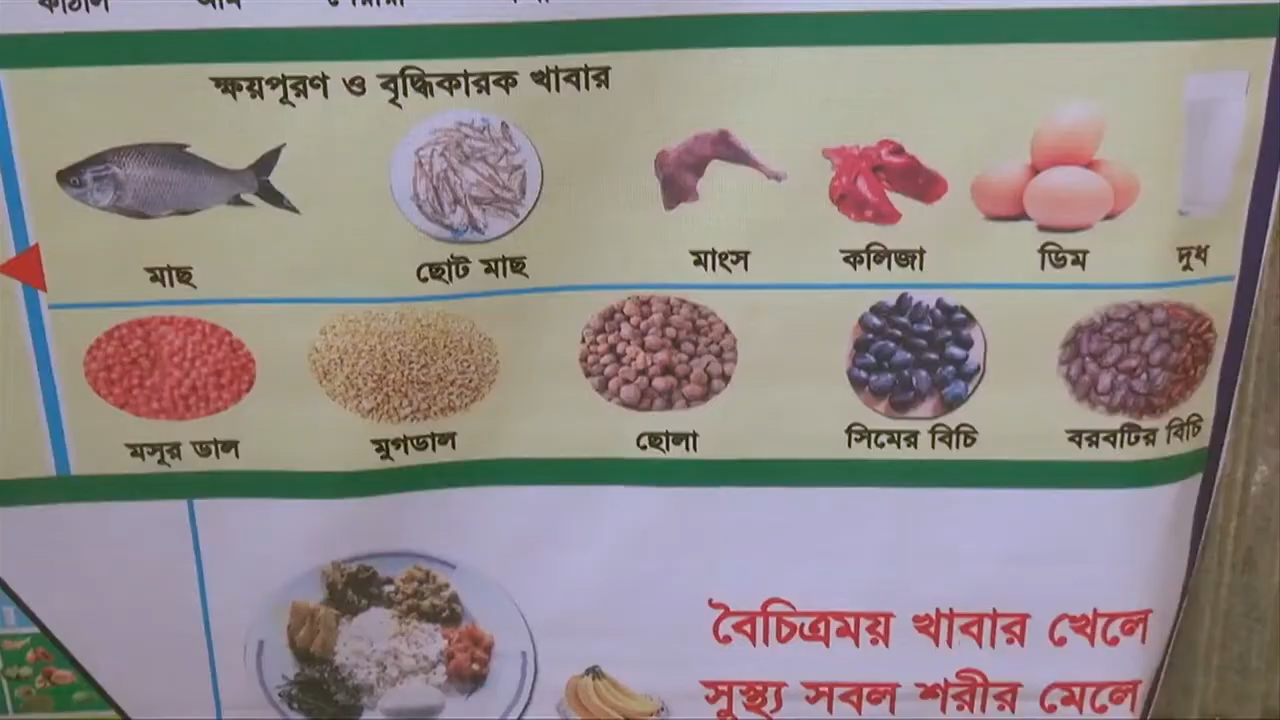 ক্ষয়পূরণ ও বৃদ্ধিকারক খাবার
মাছ ছোট মাছ মাংস কলিজা ডিম দুধ
মসূর ডাল মুগডাল ছোলা সিমের বিচি বরবটির বিচি
বৈচিত্রময় খাবার খেলে
সুস্থ্য সবল শরীর মেলে